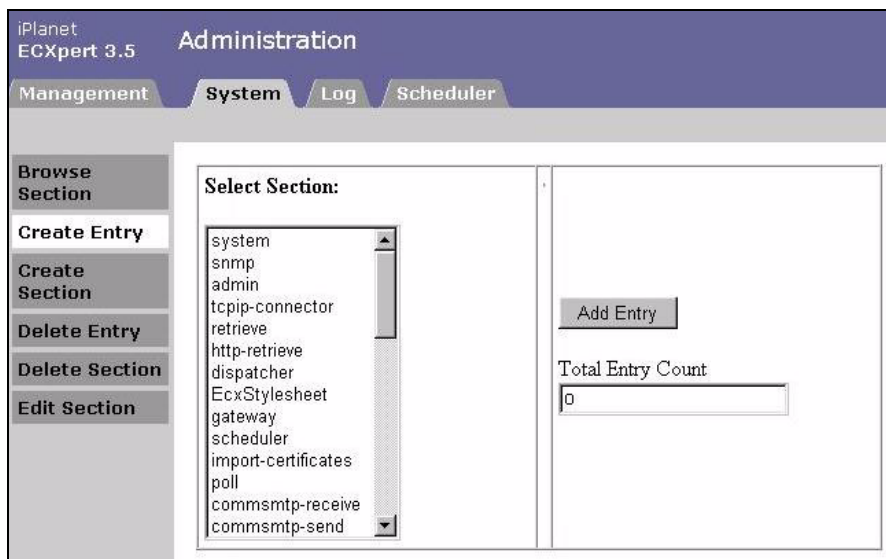 iPlanet
ECXpert 3.5
Administration
Management
System
Log
Scheduler
Browse
Section
Create Entry
Create
Section
Delete Entry
Delete Section
Edit Section
Select Section:
system
snmp
admin
tcpip-connector
retrieve
http-retrieve
dispatcher
EcxStylesheet
gateway
scheduler
import-certificates
poll
commsmtp-receive
commsmtp-send
Add Entry
Total Entry Count
0